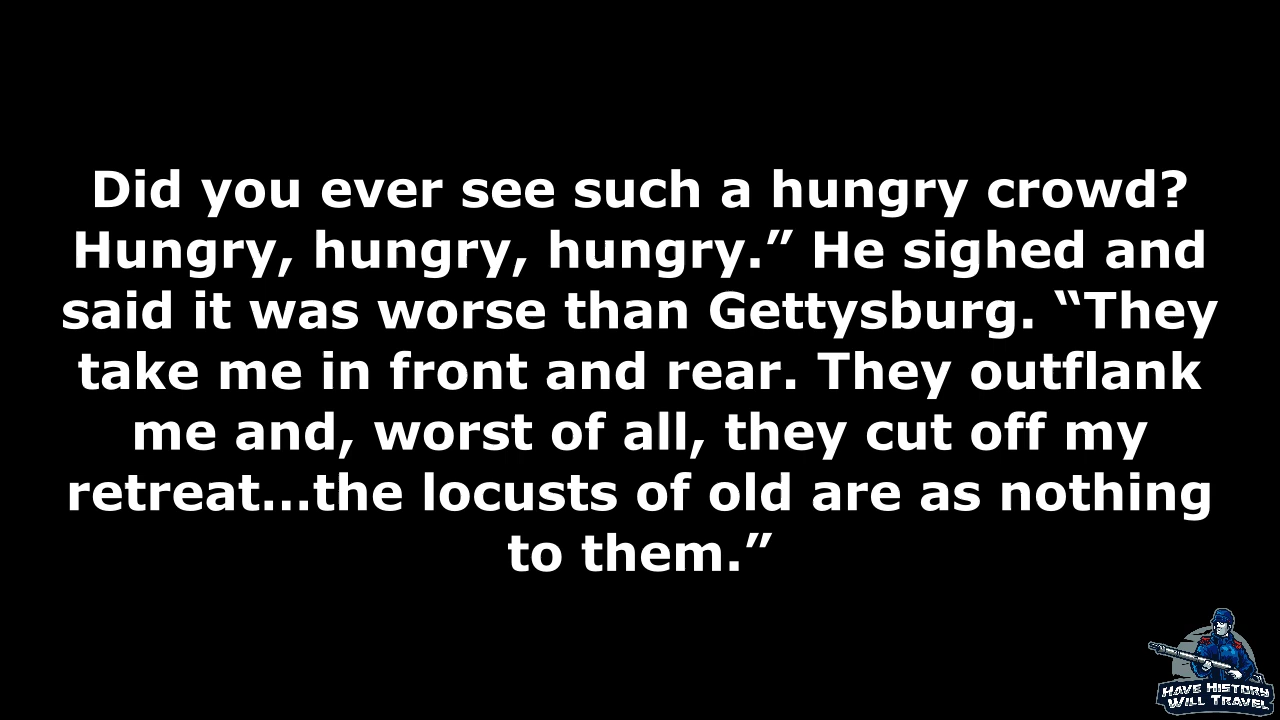 Did you ever see such a hungry crowd?
Hungry, hungry, hungry.” He sighed and
said it was worse than Gettysburg. “They
take me in front and rear. They outflank
me and, worst of all, they cut off my
retreat…the locusts of old are as nothing
to them.”
Have History
Will Travel